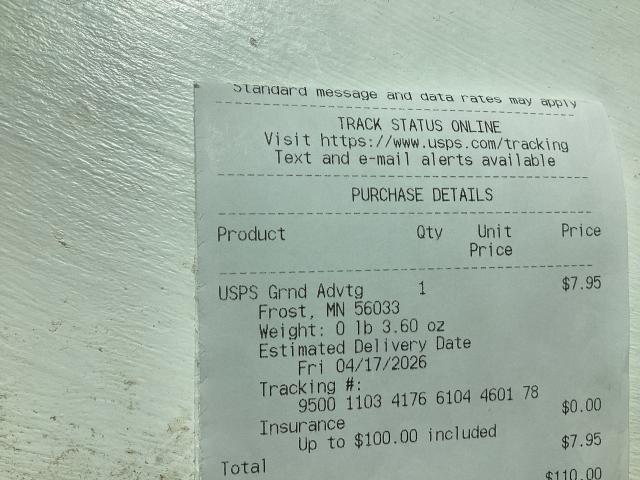 Standard message and data rates may apply
TRACK STATUS ONLINE
Visit https://www.usps.com/tracking
Text and e-mail alerts available
PURCHASE DETAILS
Product Qty Unit Price Price
USPS Grnd Advtg 1 $7.95
Frost, MN 56033
Weight: 0 lb 3.60 oz
Estimated Delivery Date
Fri 04/17/2026
Tracking #:
9500 1103 4176 6104 4601 78
Insurance $0.00
Up to $100.00 included
Total $7.95
$110.00